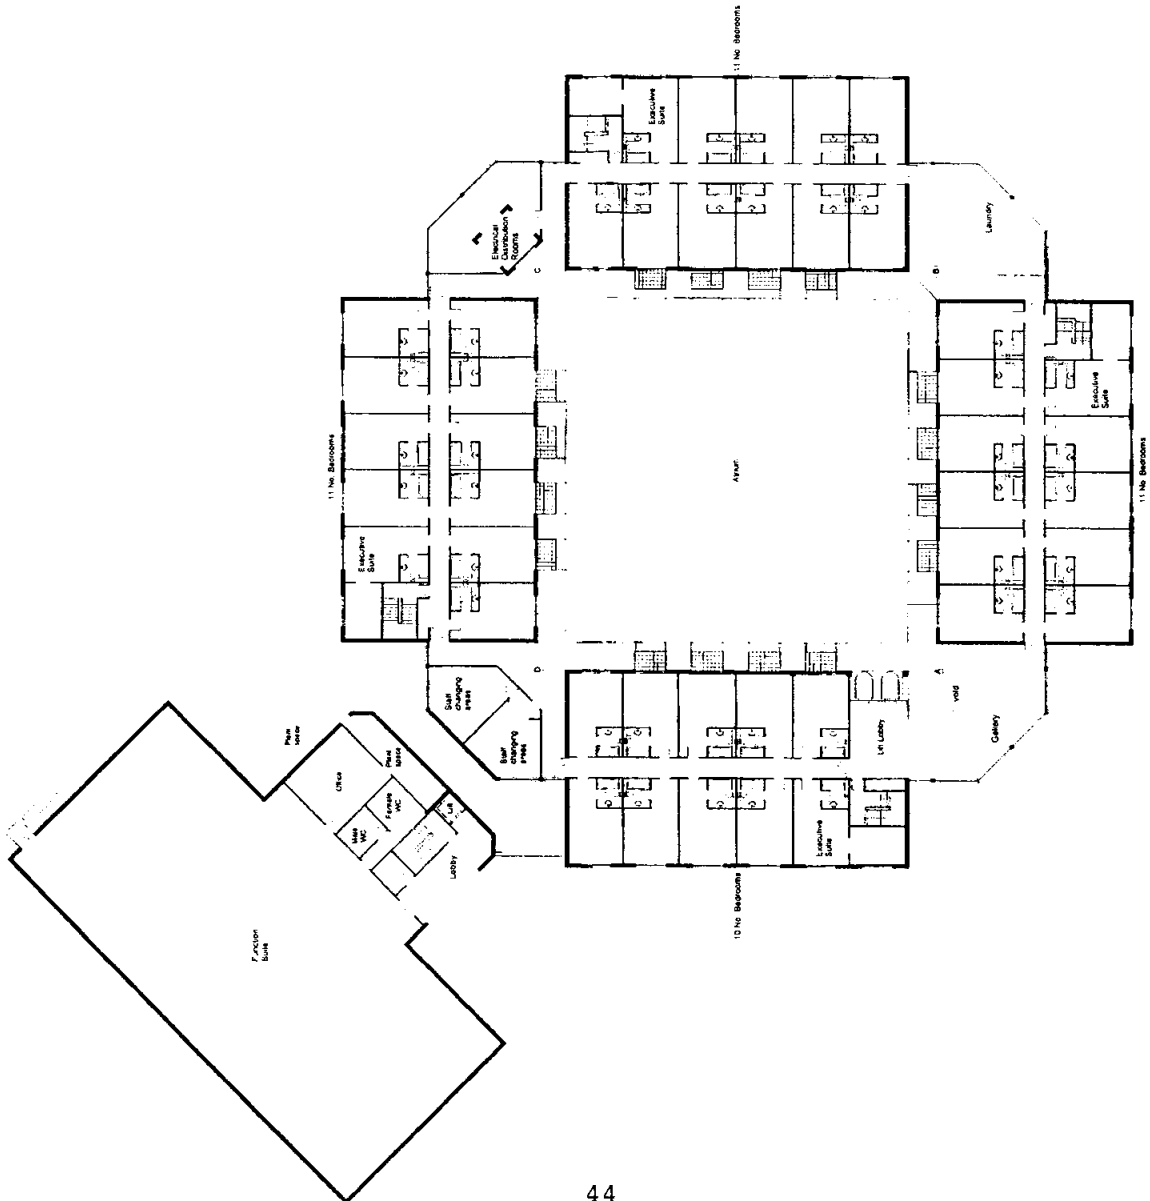 11 No. Bedrooms
Executive
Suite
Electrical
Distribution
Rooms
C
B
Laundry
11 No. Bedrooms
Executive
Suite
Atrium
Executive
Suite
11 No. Bedrooms
Staff
changing
areas
Staff
changing
areas
D
A
void
Gallery
Lift Lobby
Executive
Suite
10 No. Bedrooms
Plant
space
Plant
space
Office
Female
WC
Male
WC
Lift
Lobby
Function
Suite
44